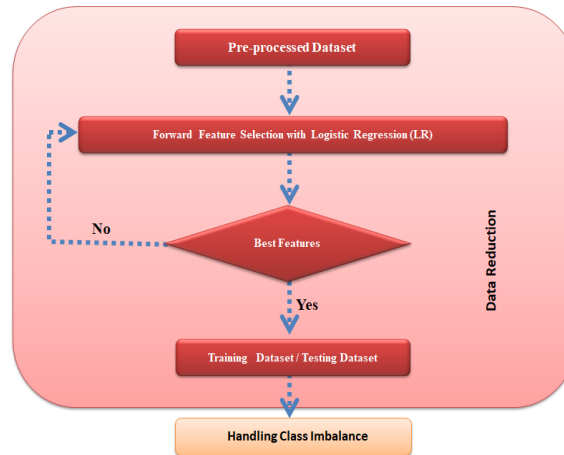 Pre-processed Dataset
Forward Feature Selection with Logistic Regression (LR)
No
Best Features
Data Reduction
Yes
Training Dataset / Testing Dataset
Handling Class Imbalance